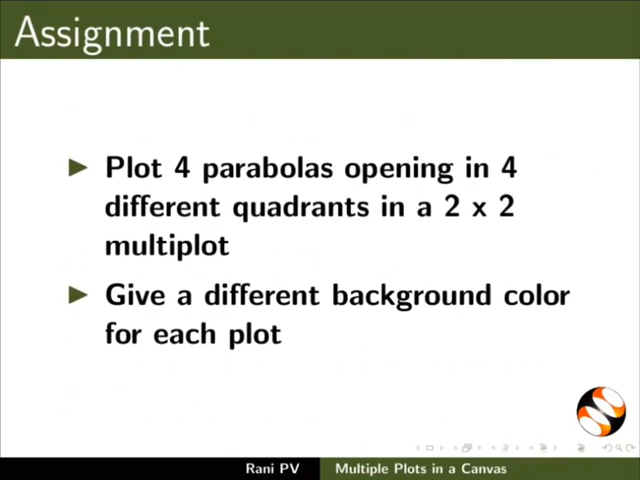 Assignment
Plot 4 parabolas opening in 4
different quadrants in a 2 x 2
multiplot
Give a different background color
for each plot
Rani PV Multiple Plots in a Canvas